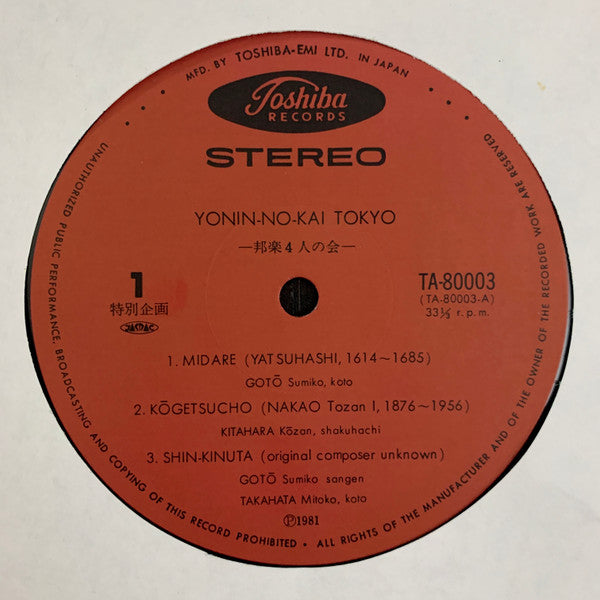 MFD. BY TOSHIBA-EMI LTD. IN JAPAN
Toshiba
RECORDS
STEREO
YONIN-NO-KAI TOKYO
—邦楽4人の会—
1
特別企画
JASRAC
TA-80003
(TA-80003-A)
33⅓ r.p.m.
1. MIDARE (YATSUHASHI, 1614~1685)
GOTŌ Sumiko, koto
2. KŌGETSUCHO (NAKAO Tozan I, 1876~1956)
KITAHARA Kōzan, shakuhachi
3. SHIN-KINUTA (original composer unknown)
GOTŌ Sumiko sangen
TAKAHATA Mitoko, koto
Ⓟ1981
UNAUTHORIZED PUBLIC PERFORMANCE, BROADCASTING AND COPYING OF THIS RECORD PROHIBITED • ALL RIGHTS OF THE MANUFACTURER AND OF THE OWNER OF THE RECORDED WORK ARE RESERVED